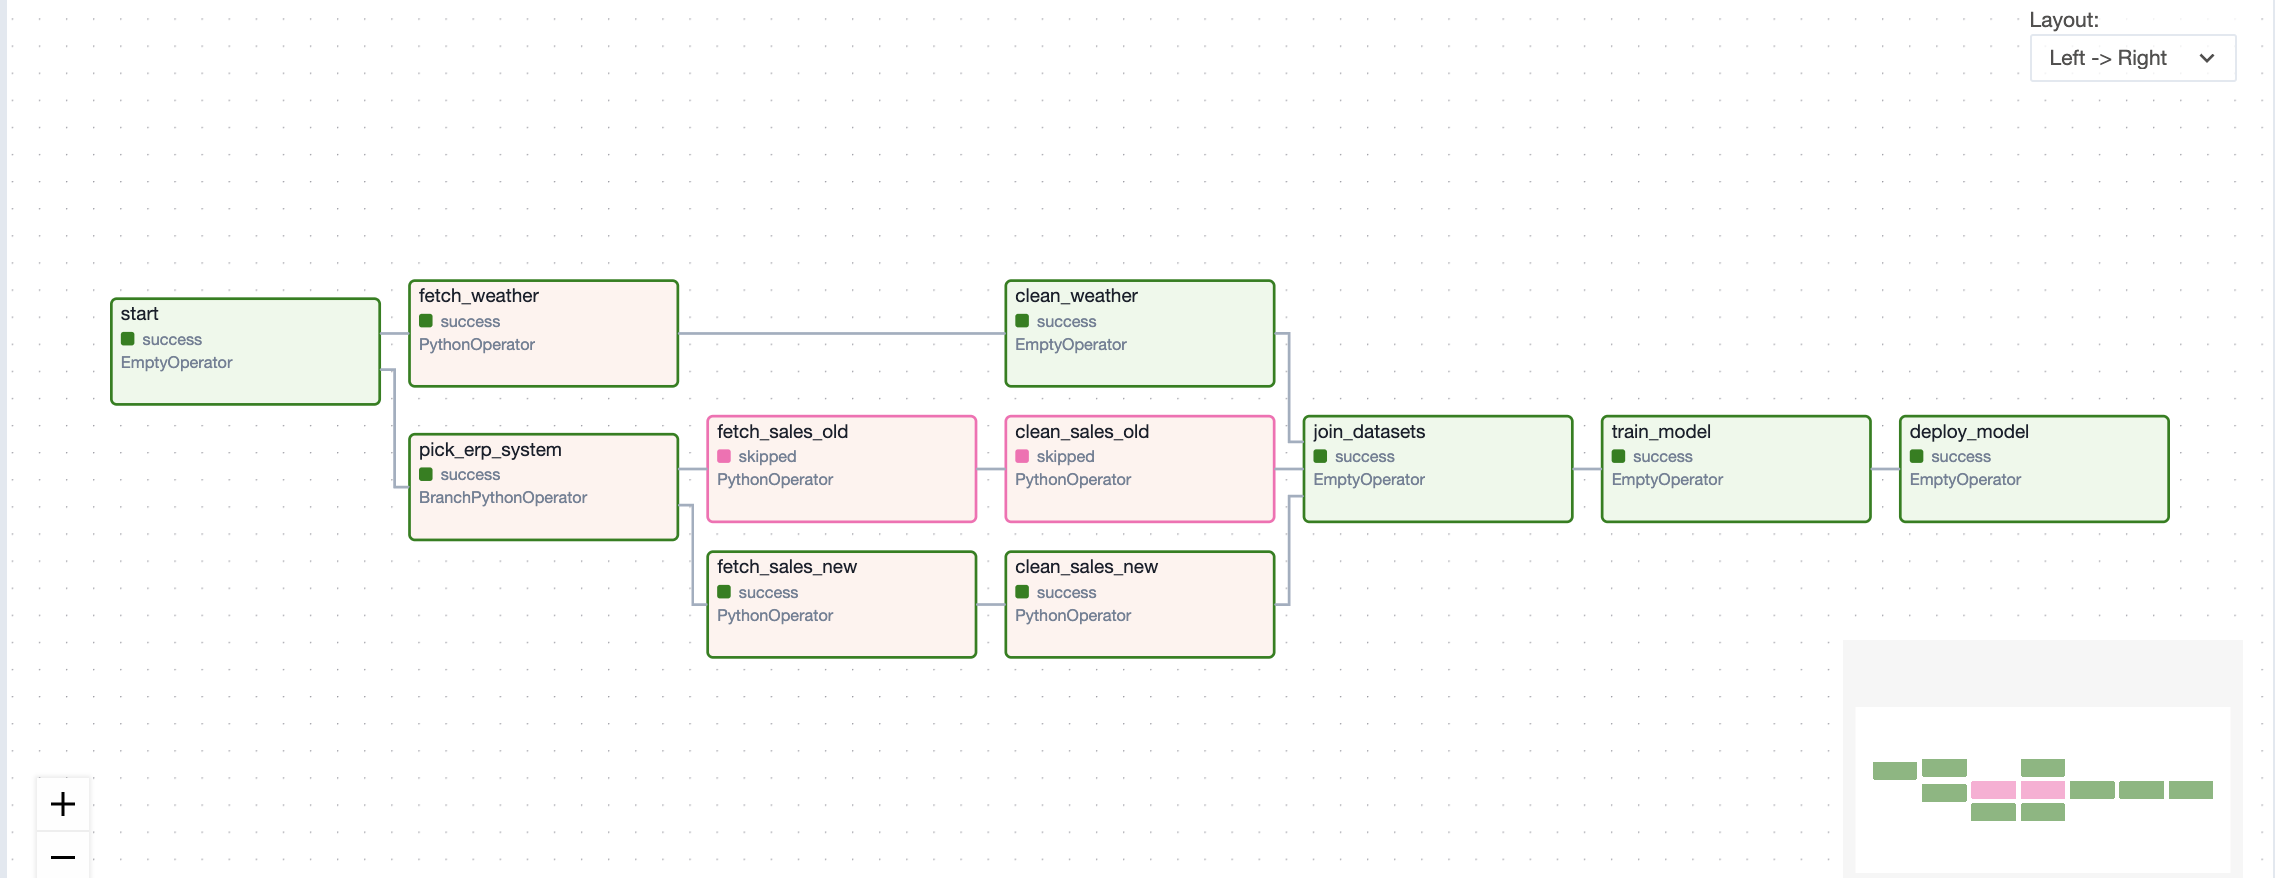 Layout:
Left -> Right
start
success
EmptyOperator
fetch_weather
success
PythonOperator
clean_weather
success
EmptyOperator
pick_erp_system
success
BranchPythonOperator
fetch_sales_old
skipped
PythonOperator
clean_sales_old
skipped
PythonOperator
join_datasets
success
EmptyOperator
train_model
success
EmptyOperator
deploy_model
success
EmptyOperator
fetch_sales_new
success
PythonOperator
clean_sales_new
success
PythonOperator